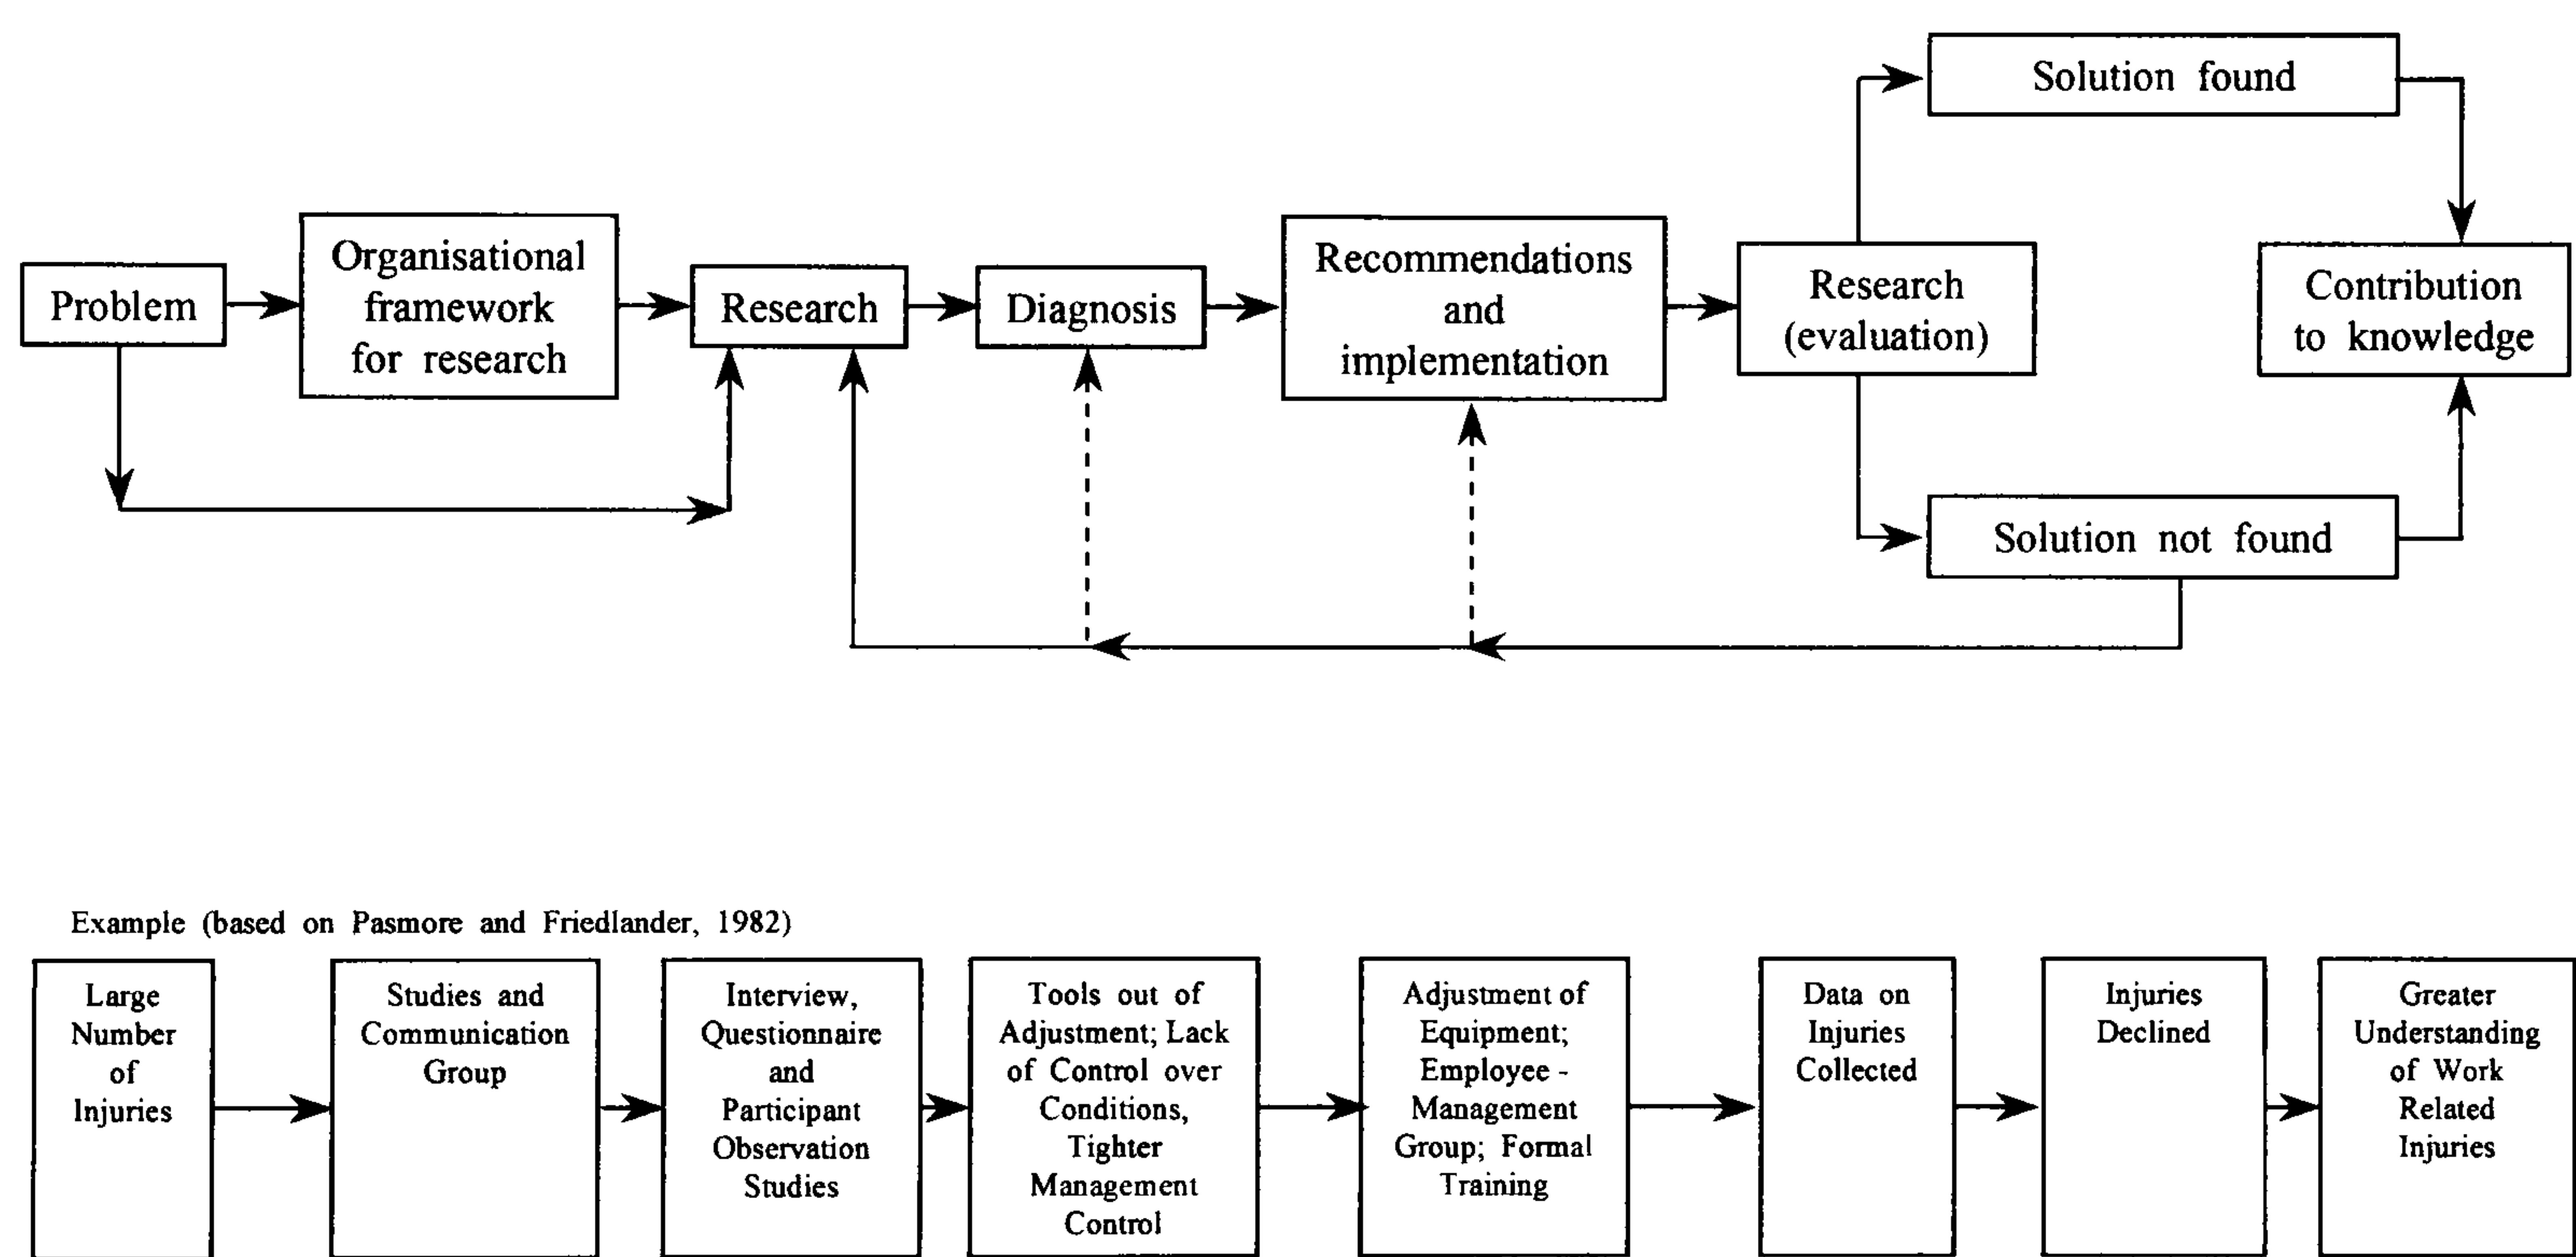 Solution found
Problem
Organisational
framework
for research
Research
Diagnosis
Recommendations
and
implementation
Research
(evaluation)
Contribution
to knowledge
Solution not found
Example (based on Pasmore and Friedlander, 1982)
Large
Number
of
Injuries
Studies and
Communication
Group
Interview,
Questionnaire
and
Participant
Observation
Studies
Tools out of
Adjustment; Lack
of Control over
Conditions,
Tighter
Management
Control
Adjustment of
Equipment;
Employee -
Management
Group; Formal
Training
Data on
Injuries
Collected
Injuries
Declined
Greater
Understanding
of Work
Related
Injuries